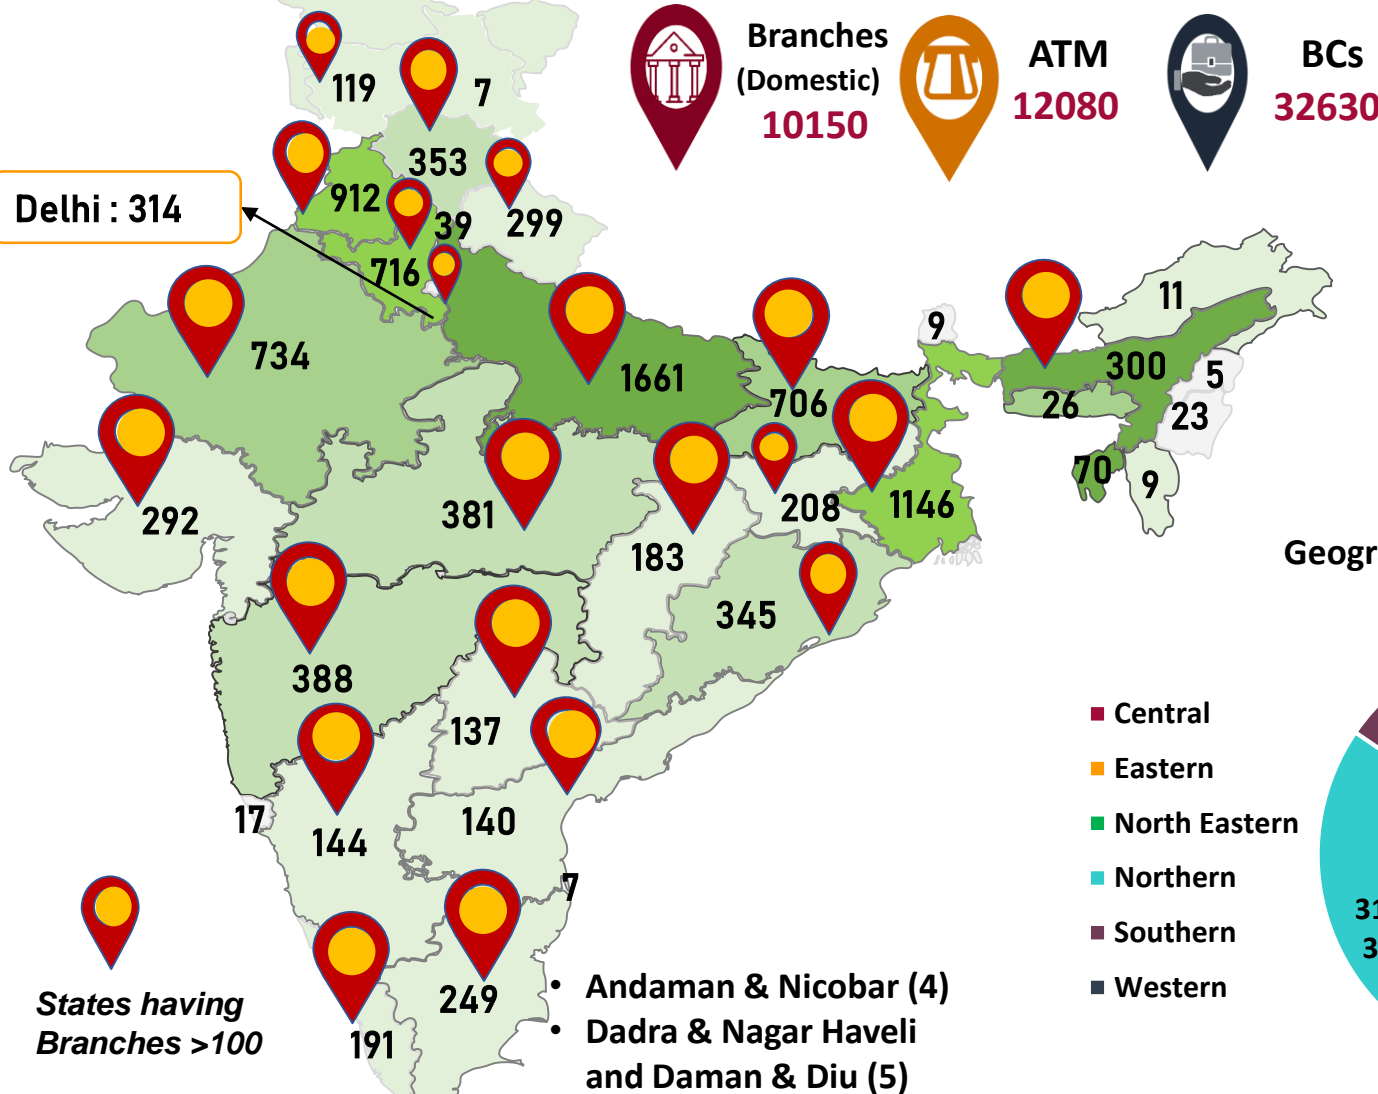 Branches
(Domestic)
10150
ATM
12080
BCs
32630
119
7
353
912
39
299
Delhi : 314
716
734
1661
706
9
11
300
5
26
23
70
9
292
381
208
1146
183
345
388
137
17
144
140
7
249
191
Geogr
Central
Eastern
North Eastern
Northern
Southern
Western
31
3
States having
Branches >100
• Andaman & Nicobar (4)
• Dadra & Nagar Haveli
and Daman & Diu (5)